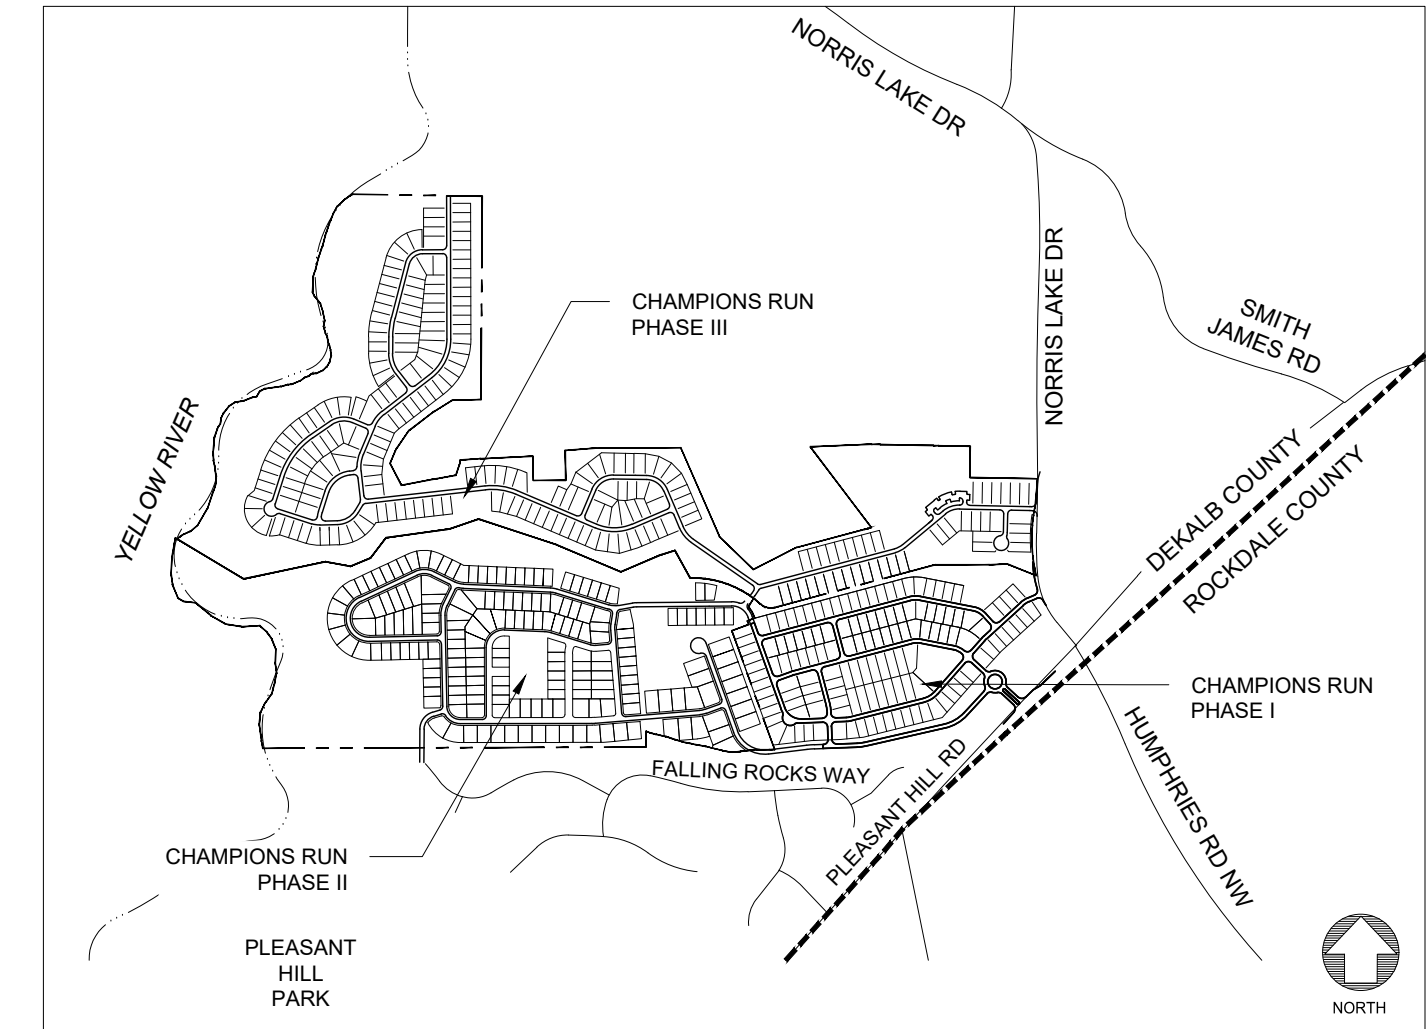 NORRIS LAKE DR
NORRIS LAKE DR
SMITH
JAMES RD
CHAMPIONS RUN
PHASE III
YELLOW RIVER
DEKALB COUNTY
ROCKDALE COUNTY
CHAMPIONS RUN
PHASE I
HUMPHRIES RD NW
PLEASANT HILL RD
FALLING ROCKS WAY
CHAMPIONS RUN
PHASE II
PLEASANT
HILL
PARK
NORTH